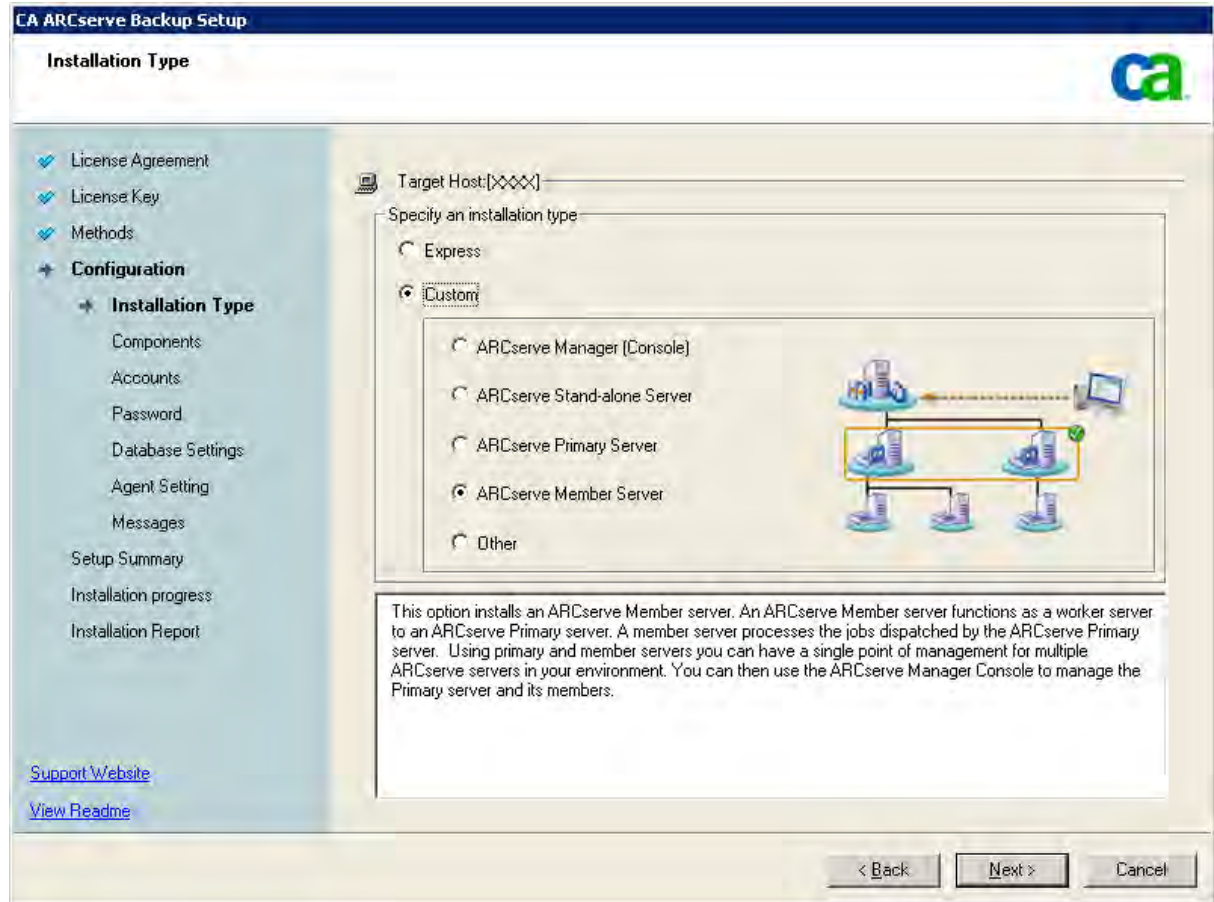 CA ARCserve Backup Setup
Installation Type
ca
License Agreement
License Key
Methods
Configuration
Installation Type
Components
Accounts
Password
Database Settings
Agent Setting
Messages
Setup Summary
Installation progress
Installation Report
Support Website
View Readme
Target Host:[XXXX]
Specify an installation type
Express
Custom
ARCserve Manager (Console)
ARCserve Stand-alone Server
ARCserve Primary Server
ARCserve Member Server
Other
This option installs an ARCserve Member server. An ARCserve Member server functions as a worker server
to an ARCserve Primary server. A member server processes the jobs dispatched by the ARCserve Primary
server.  Using primary and member servers you can have a single point of management for multiple
ARCserve servers in your environment. You can then use the ARCserve Manager Console to manage the
Primary server and its members.
< Back
Next >
Cancel